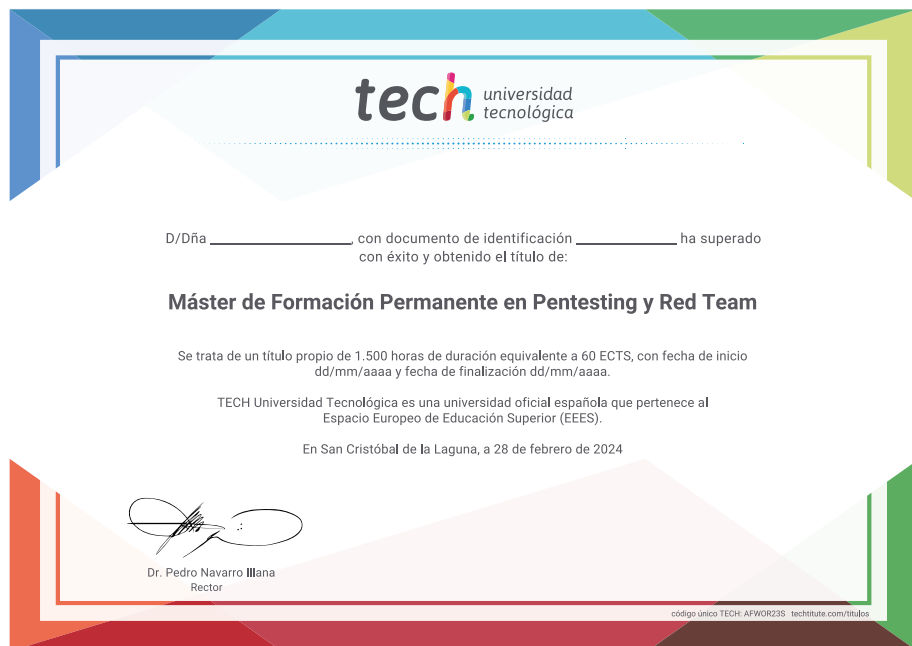 tech universidad
tecnológica
D/Dña ________________, con documento de identificación ____________ ha superado
con éxito y obtenido el título de:
Máster de Formación Permanente en Pentesting y Red Team
Se trata de un título propio de 1.500 horas de duración equivalente a 60 ECTS, con fecha de inicio
dd/mm/aaaa y fecha de finalización dd/mm/aaaa.
TECH Universidad Tecnológica es una universidad oficial española que pertenece al
Espacio Europeo de Educación Superior (EEES).
En San Cristóbal de la Laguna, a 28 de febrero de 2024
Dr. Pedro Navarro Illana
Rector
código único TECH: AFWOR23S techtitute.com/titulos